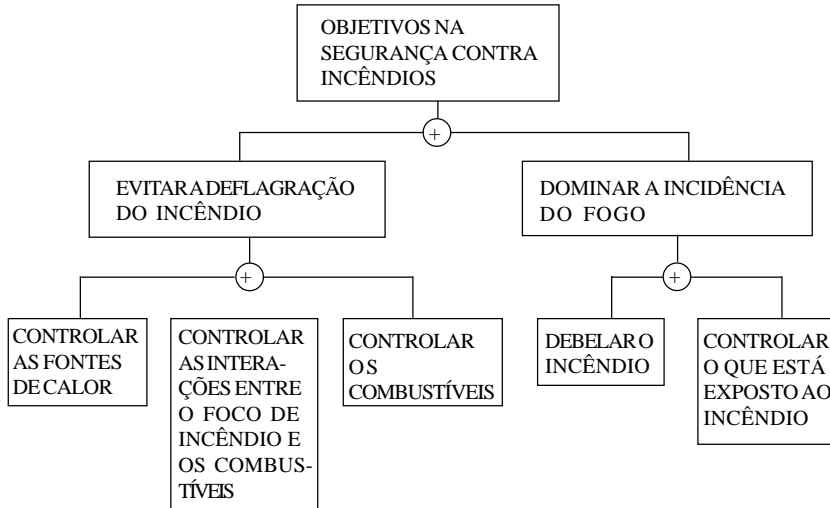 OBJETIVOS NA
SEGURANÇA CONTRA
INCÊNDIOS
+
EVITAR A DEFLAGRAÇÃO
DO INCÊNDIO
DOMINAR A INCIDÊNCIA
DO FOGO
+
+
CONTROLAR
AS FONTES
DE CALOR
CONTROLAR
AS INTERA-
ÇÕES ENTRE
O FOCO DE
INCÊNDIO E
OS COMBUS-
TÍVEIS
CONTROLAR
OS
COMBUSTÍVEIS
DEBELAR O
INCÊNDIO
CONTROLAR
O QUE ESTÁ
EXPOSTO AO
INCÊNDIO